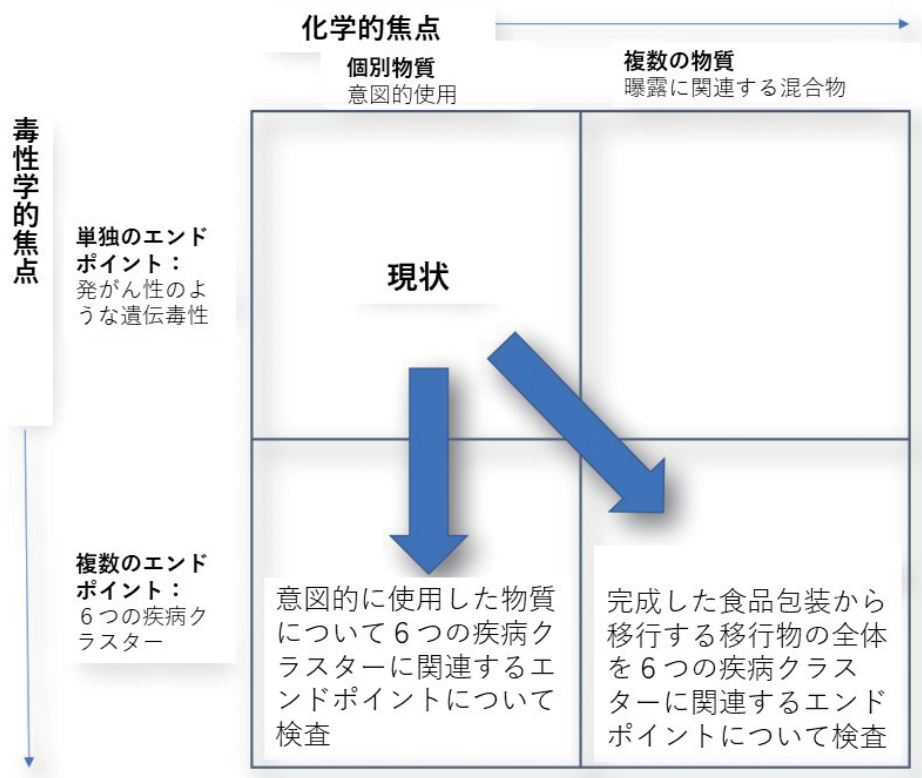 化学的焦点
個別物質
意図的使用
複数の物質
曝露に関連する混合物
毒性学的焦点
単独のエンド
ポイント：
発がん性のよ
うな遺伝毒性
現状
複数のエンド
ポイント：
６つの疾病ク
ラスター
意図的に使用した物質
について６つの疾病ク
ラスターに関連するエ
ンドポイントについて
検査
完成した食品包装から
移行する移行物の全体
を６つの疾病クラス
ターに関連するエンド
ポイントについて検査